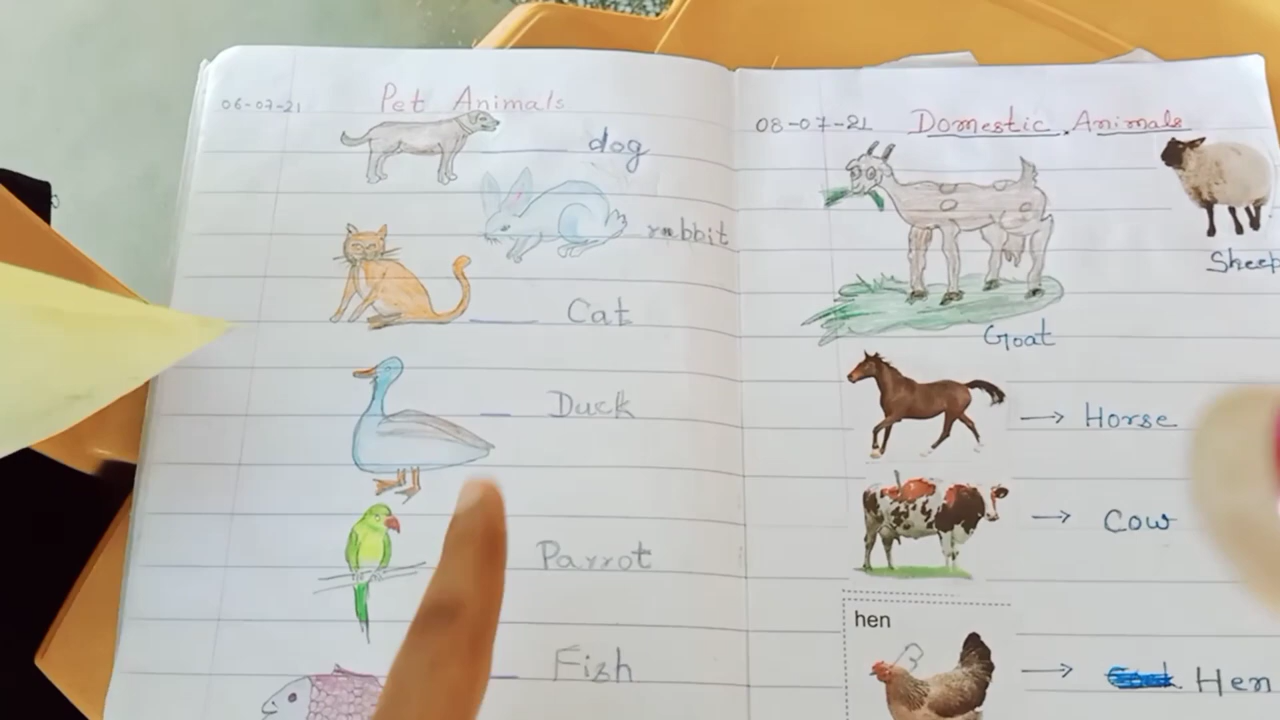 06-07-21
Pet Animals
dog
rabbit
Cat
Duck
Parrot
Fish
08-07-21
Domestic Animals
Sheep
Goat
Horse
Cow
hen
Hen